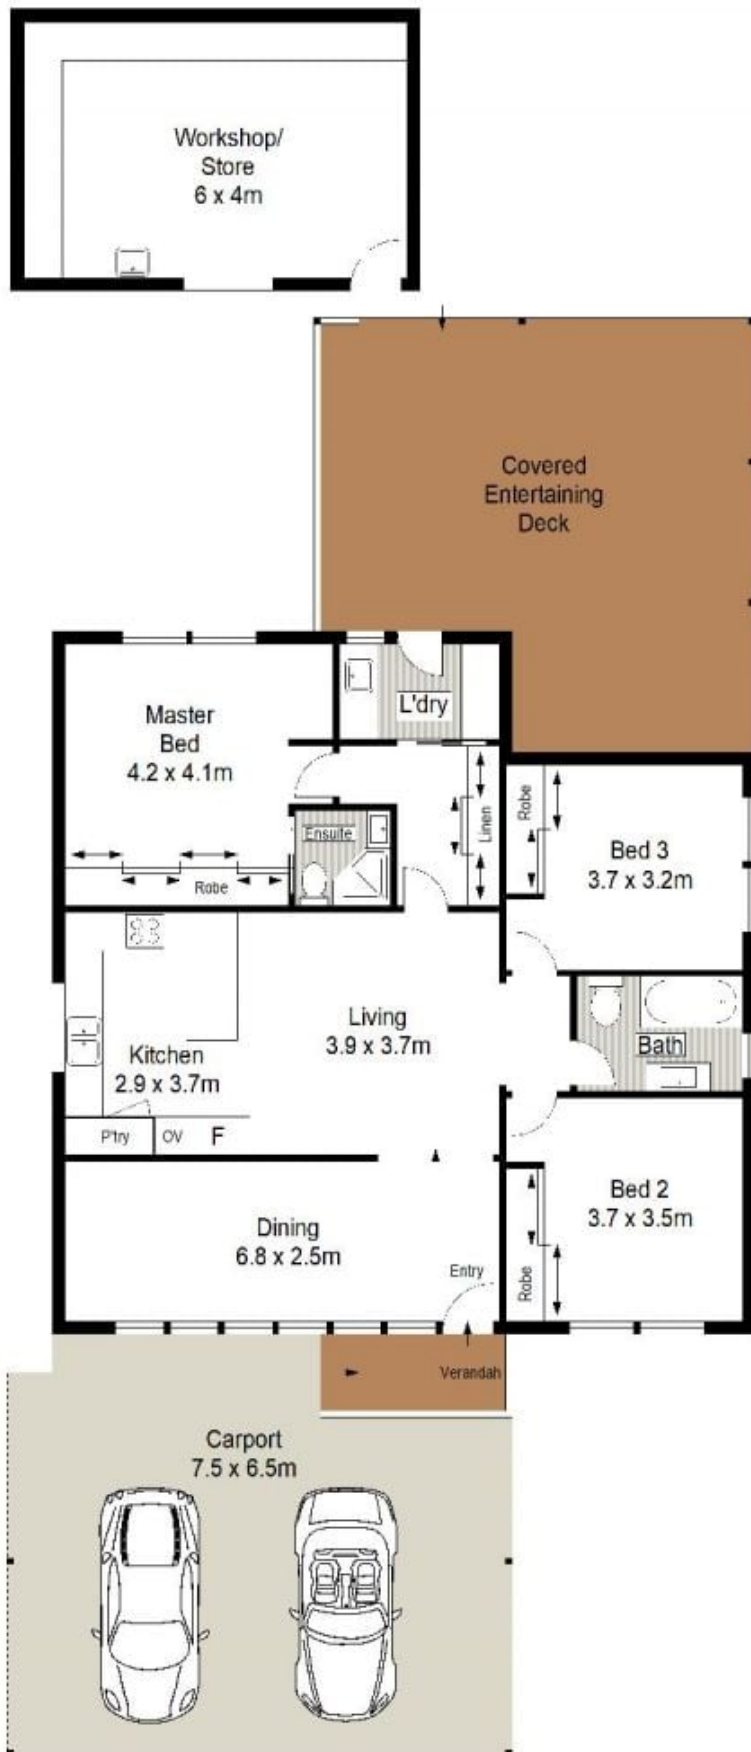 Workshop/
Store
6 x 4m
Covered
Entertaining
Deck
Master
Bed
4.2 x 4.1m
L'dry
Ensuite
Linen
Robe
Robe
Bed 3
3.7 x 3.2m
Living
3.9 x 3.7m
Kitchen
2.9 x 3.7m
Bath
P'try
OV
F
Bed 2
3.7 x 3.5m
Dining
6.8 x 2.5m
Entry
Robe
Verandah
Carport
7.5 x 6.5m